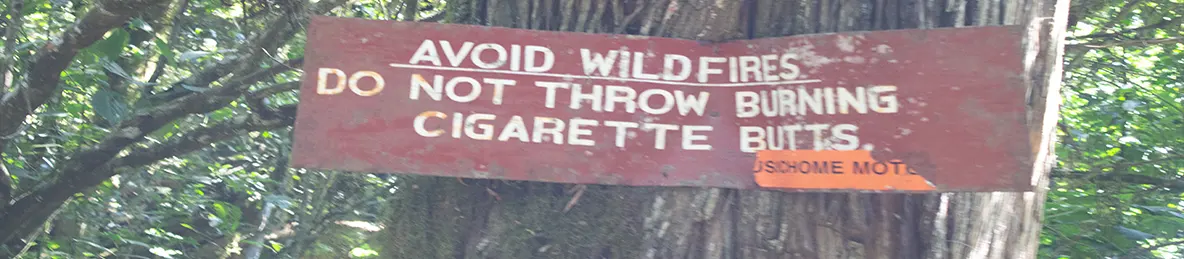 AVOID WILDFIRES
DO NOT THROW BURNING
CIGARETTE BUTTS.